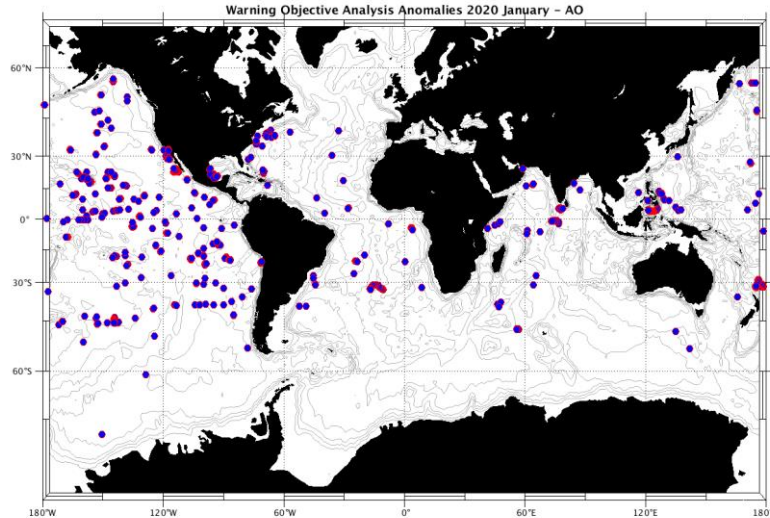 Warning Objective Analysis Anomalies 2020 January – AO
60°N
30°N
0°
30°S
60°S
180°W 120°W 60°W 0° 60°E 120°E 180°